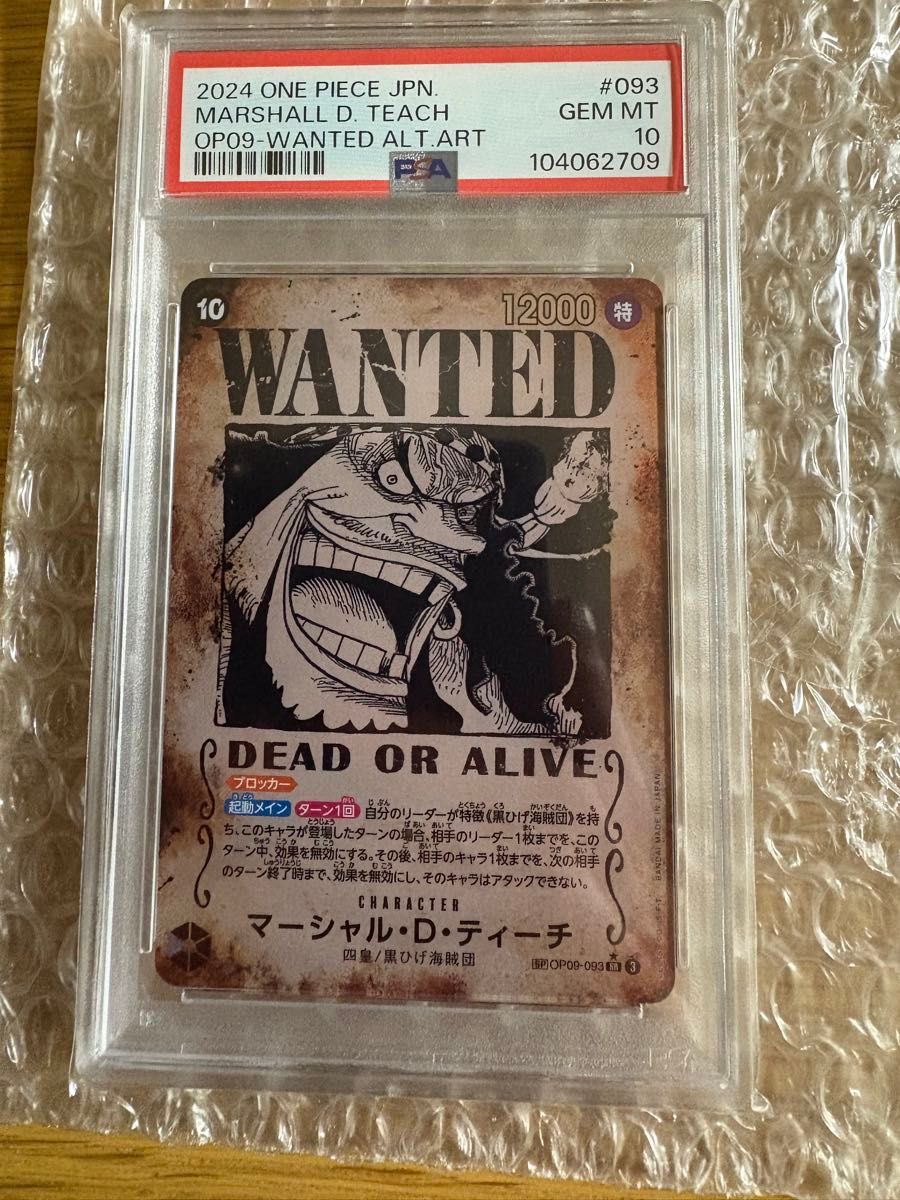 2024 ONE PIECE JPN. #093
MARSHALL D. TEACH GEM MT
OP09-WANTED ALT.ART 10
PSA 104062709
10 12000 特
WANTED
DEAD OR ALIVE
ブロッカー
起動メイン ターン1回 自分のリーダーが特徴《黒ひげ海賊団》を持
ち、このキャラが登場したターンの場合、相手のリーダー1枚までを、この
ターン中、効果を無効にする。その後、相手のキャラ1枚までを、次の相手
のターン終了時まで、効果を無効にし、そのキャラはアタックできない。
CHARACTER
マーシャル・D・ティーチ
四皇/黒ひげ海賊団
SP OP09-093 SR 3
BANDAI MADE IN JAPAN